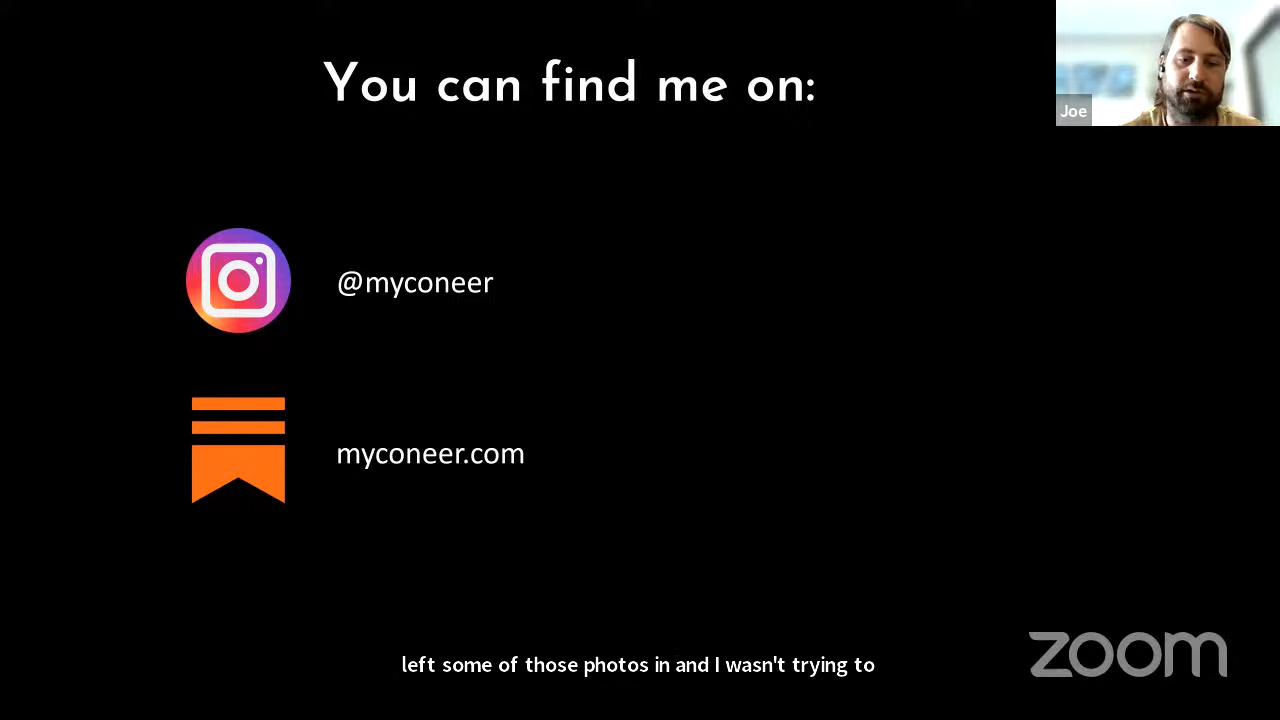 You can find me on:
Joe
@myconeer
myconeer.com
left some of those photos in and I wasn't trying to
zoom